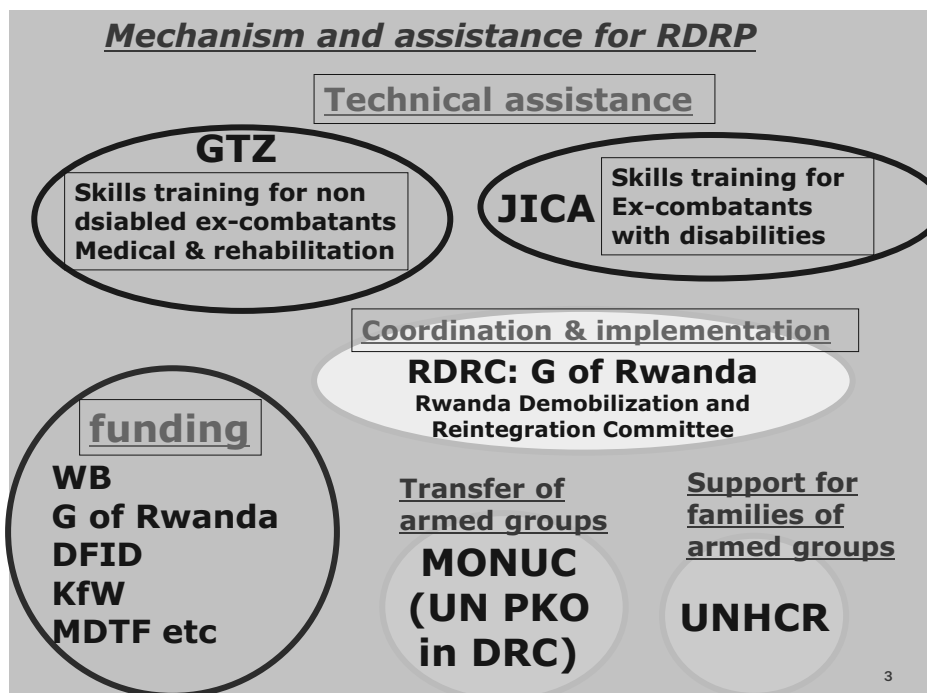 Mechanism and assistance for RDRP
Technical assistance
GTZ
Skills training for non
dsiabled ex-combatants
Medical & rehabilitation
JICA
Skills training for
Ex-combatants
with disabilities
Coordination & implementation
RDRC: G of Rwanda
Rwanda Demobilization and
Reintegration Committee
funding
WB
G of Rwanda
DFID
KfW
MDTF etc
Transfer of
armed groups
MONUC
(UN PKO
in DRC)
Support for
families of
armed groups
UNHCR
3